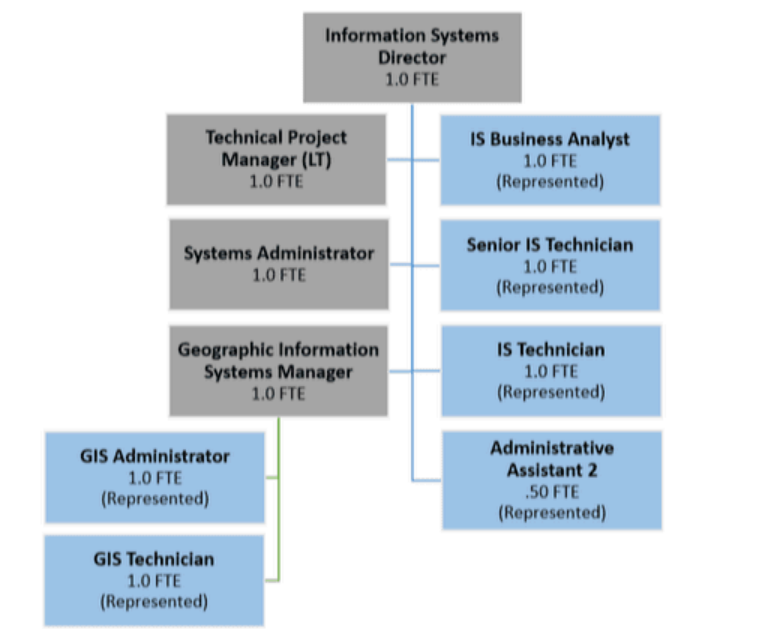 Information Systems
Director
1.0 FTE
Technical Project
Manager (LT)
1.0 FTE
IS Business Analyst
1.0 FTE
(Represented)
Systems Administrator
1.0 FTE
Senior IS Technician
1.0 FTE
(Represented)
Geographic Information
Systems Manager
1.0 FTE
IS Technician
1.0 FTE
(Represented)
GIS Administrator
1.0 FTE
(Represented)
Administrative
Assistant 2
.50 FTE
(Represented)
GIS Technician
1.0 FTE
(Represented)